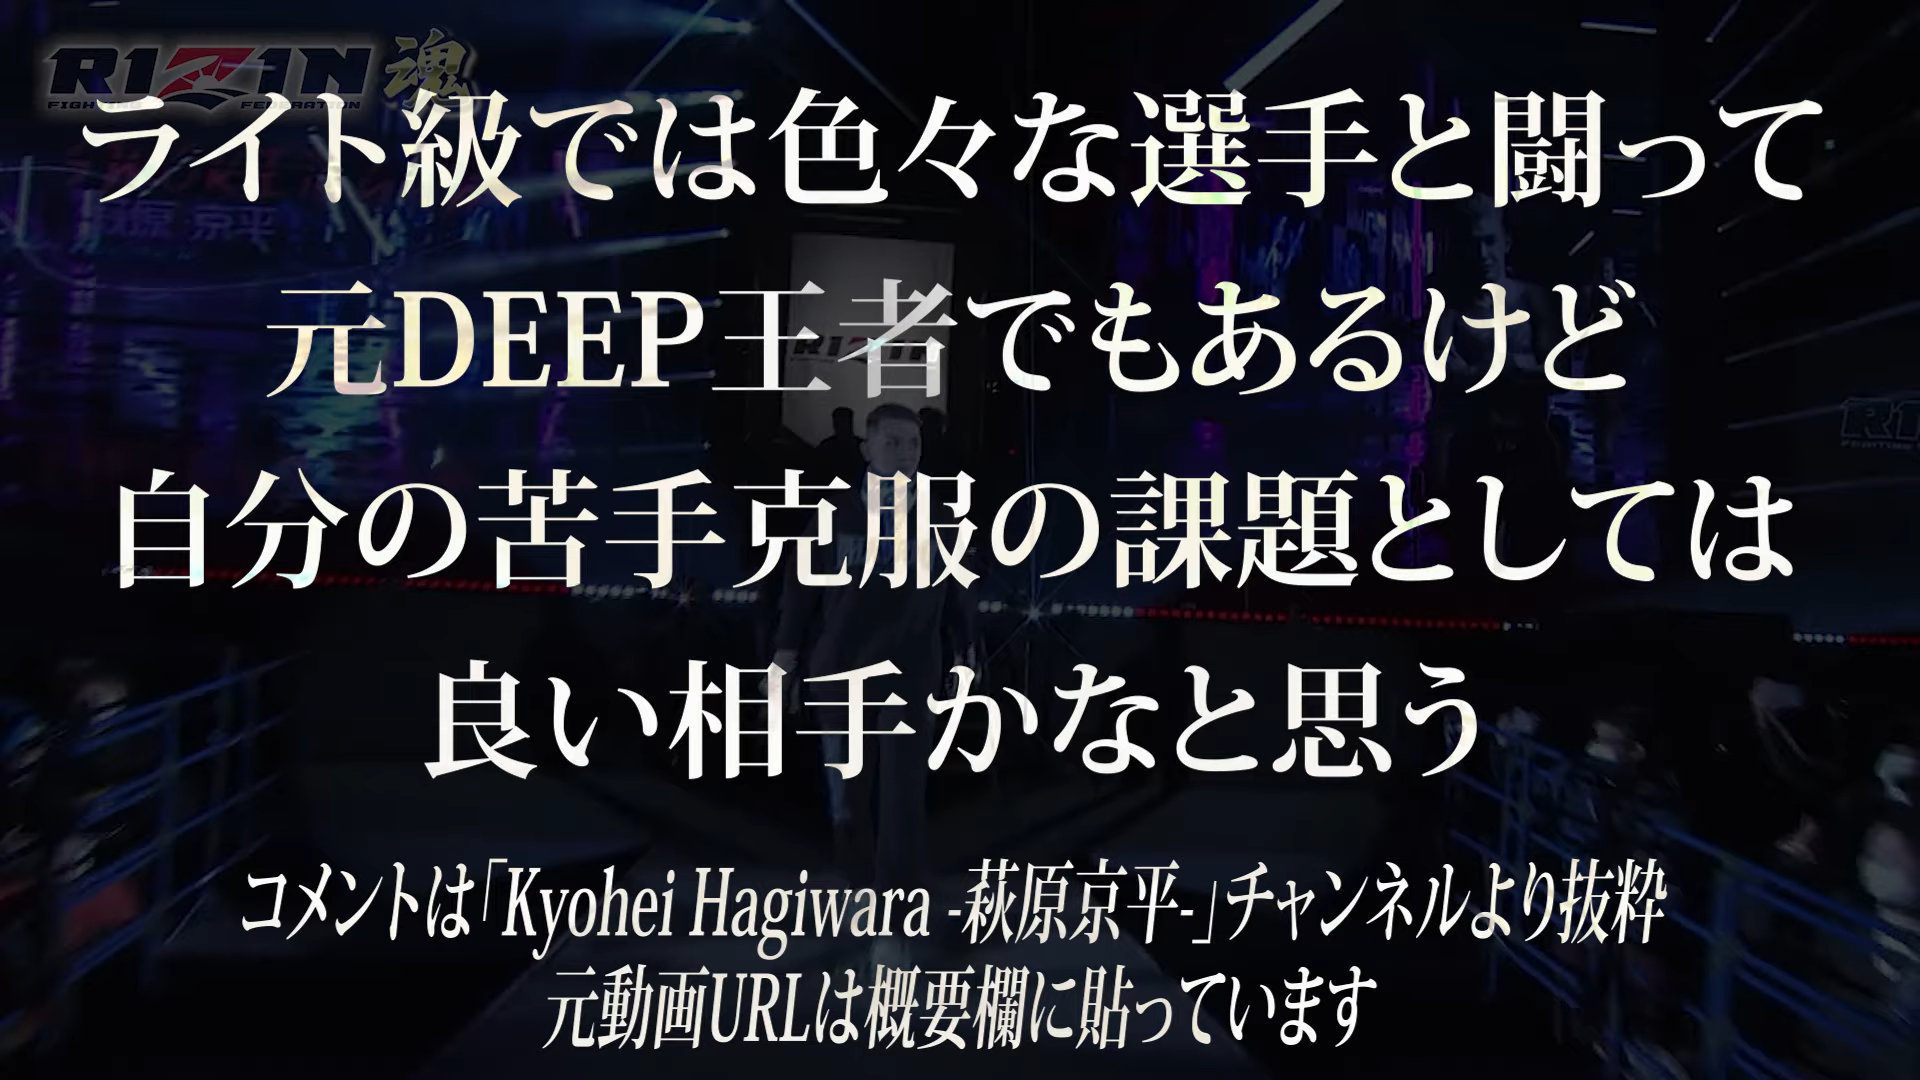 RIZIN 魂
FIGHTING FEDERATION
ライト級では色々な選手と闘って
元DEEP王者でもあるけど
自分の苦手克服の課題としては
良い相手かなと思う
コメントは「Kyohei Hagiwara -萩原京平-」チャンネルより抜粋
元動画URLは概要欄に貼っています